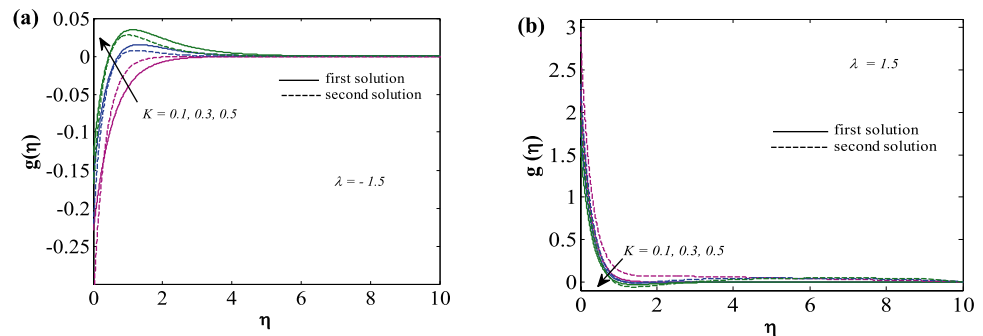 (a)
0.05
0
-0.05
-0.1
-0.15
-0.2
-0.25
g(η)
first solution
second solution
K = 0.1, 0.3, 0.5
λ = - 1.5
0 2 4 6 8 10
η
(b)
3
2.5
2
1.5
1
0.5
0
g (η)
λ = 1.5
first solution
second solution
K = 0.1, 0.3, 0.5
0 2 4 6 8 10
η